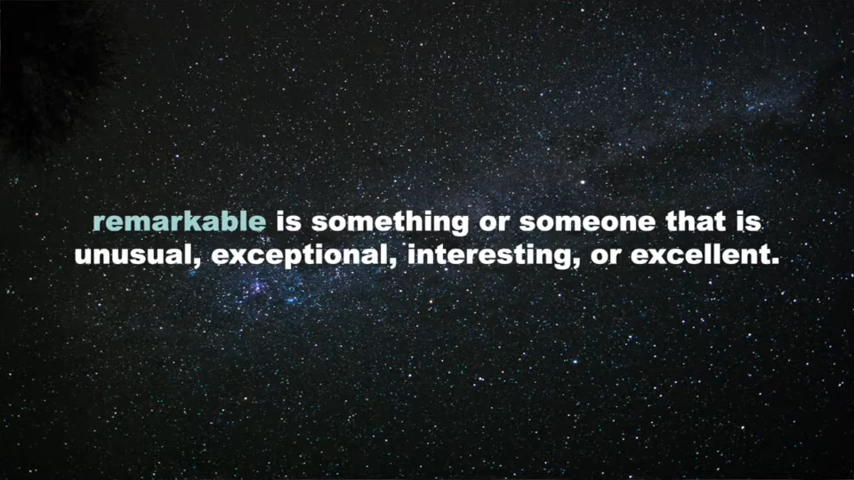 remarkable is something or someone that is
unusual, exceptional, interesting, or excellent.